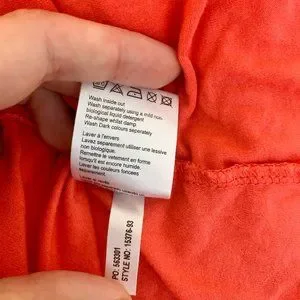 Wash inside out
Wash separately using a mild non-
biological liquid detergent
Re-shape whilst damp
Wash Dark colours seperately
Laver à l'envers
Lavez separement utiliser une lessive
non biologique.
Remettre le vetement en forme
lorsqu'il est encore humide.
Laver les couleurs foncées
separement.
PO: 563301
STYLE NO: 15376-93